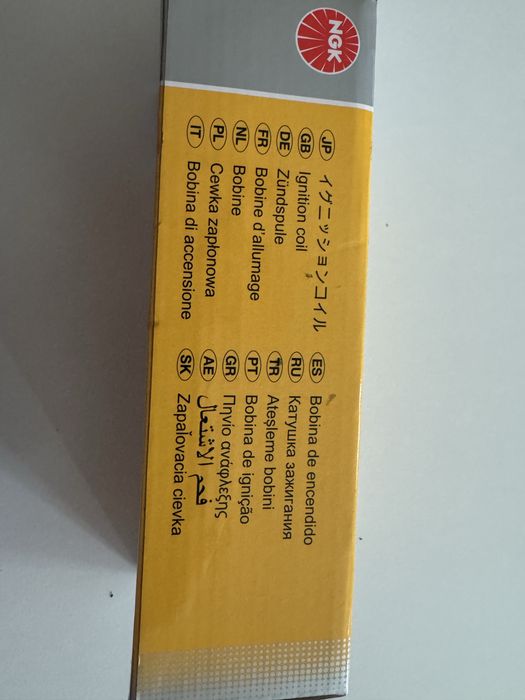 NGK
JP イグニッションコイル
GB Ignition coil
DE Zündspule
FR Bobine d'allumage
NL Bobine
PL Cewka zapłonowa
IT Bobina di accensione
ES Bobina de encendido
RU Катушка зажигания
TR Ateşleme bobini
PT Bobina de ignição
GR Πηνίο ανάφλεξης
AE فحم الاشتعال
SK Zapaľovacia cievka